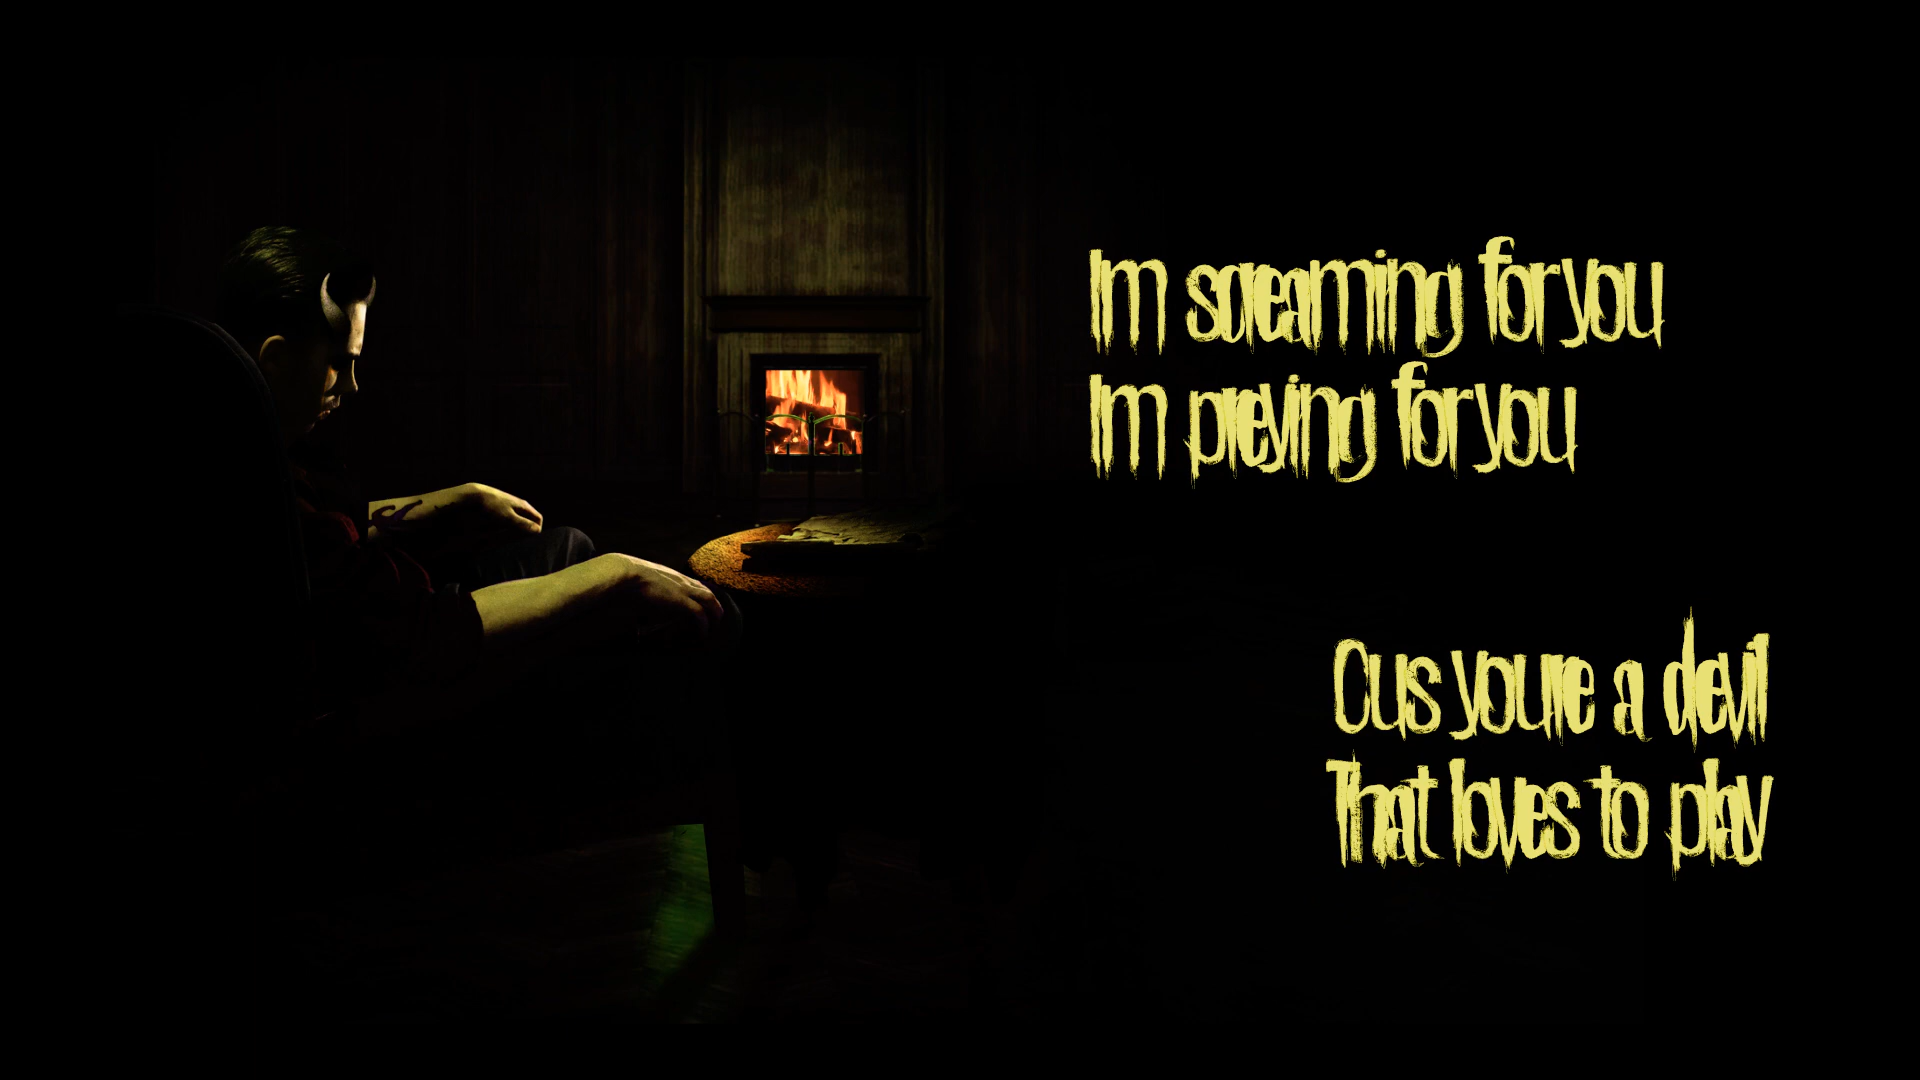 Im screaming for you
Im preying for you
Cus youre a devil
That loves to play